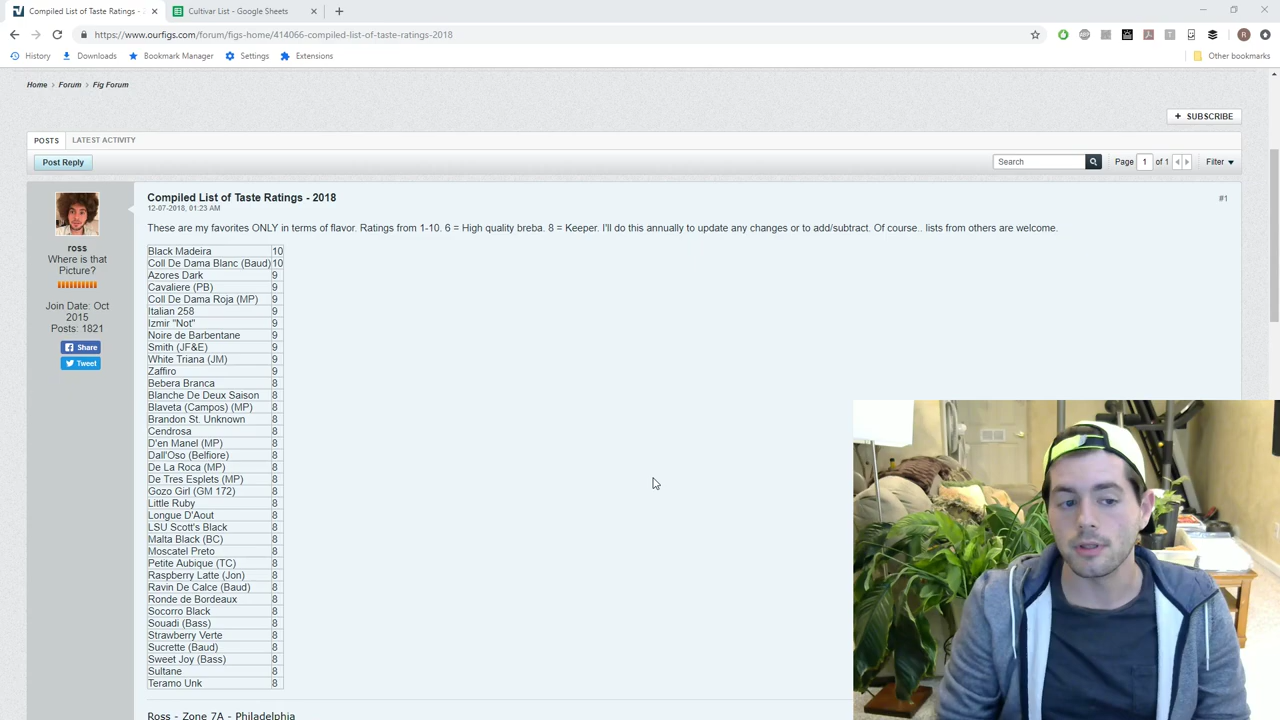 Compiled List of Taste Ratings -
Cultivar List - Google Sheets
https://www.ourfigs.com/forum/figs-home/414066-compiled-list-of-taste-ratings-2018
ABP
T
R
History
Downloads
Bookmark Manager
Settings
Extensions
Other bookmarks
Home > Forum > Fig Forum
+ SUBSCRIBE
POSTS
LATEST ACTIVITY
Post Reply
Search
Page 1 of 1
Filter
ross
Where is that
Picture?
Join Date: Oct
2015
Posts: 1821
Share
Tweet
Compiled List of Taste Ratings - 2018
12-07-2018, 01:23 AM
#1
These are my favorites ONLY in terms of flavor. Ratings from 1-10. 6 = High quality breba. 8 = Keeper. I'll do this annually to update any changes or to add/subtract. Of course.. lists from others are welcome.
Black Madeira 10
Coll De Dama Blanc (Baud) 10
Azores Dark 9
Cavaliere (PB) 9
Coll De Dama Roja (MP) 9
Italian 258 9
Izmir "Not" 9
Noire de Barbentane 9
Smith (JF&E) 9
White Triana (JM) 9
Zaffiro 9
Bebera Branca 8
Blanche De Deux Saison 8
Blaveta (Campos) (MP) 8
Brandon St. Unknown 8
Cendrosa 8
D'en Manel (MP) 8
Dall'Oso (Belfiore) 8
De La Roca (MP) 8
De Tres Esplets (MP) 8
Gozo Girl (GM 172) 8
Little Ruby 8
Longue D'Aout 8
LSU Scott's Black 8
Malta Black (BC) 8
Moscatel Preto 8
Petite Aubique (TC) 8
Raspberry Latte (Jon) 8
Ravin De Calce (Baud) 8
Ronde de Bordeaux 8
Socorro Black 8
Souadi (Bass) 8
Strawberry Verte 8
Sucrette (Baud) 8
Sweet Joy (Bass) 8
Sultane 8
Teramo Unk 8
Ross - Zone 7A - Philadelphia